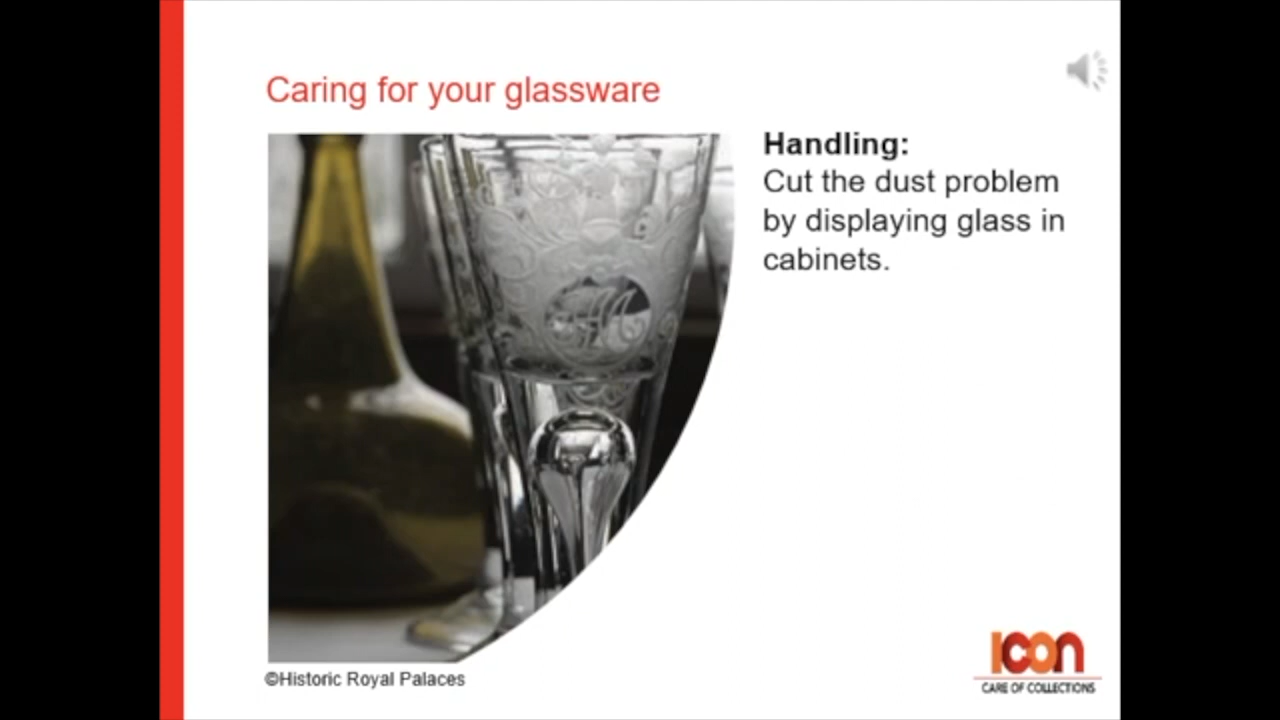 Caring for your glassware
Handling:
Cut the dust problem
by displaying glass in
cabinets.
©Historic Royal Palaces
Icon
CARE OF COLLECTIONS